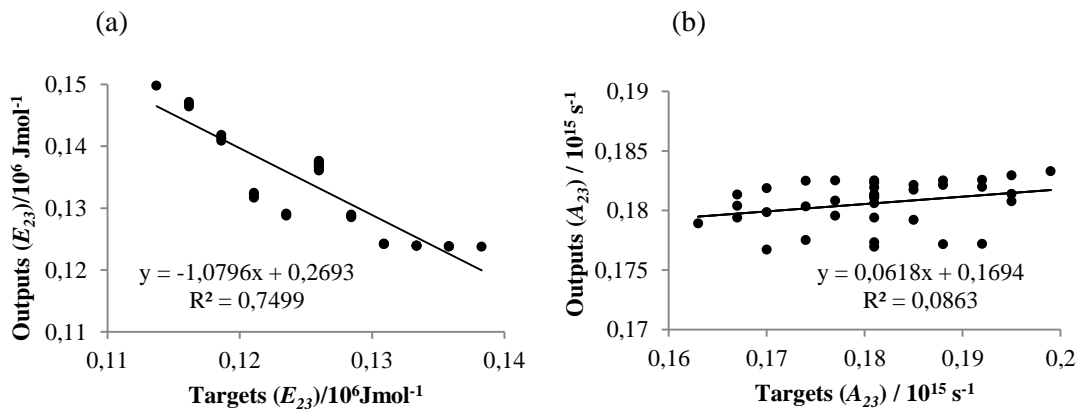 (a)
Outputs (E23)/10⁶ Jmol⁻¹
0,15
0,14
0,13
0,12
0,11
y = -1,0796x + 0,2693
R² = 0,7499
0,11 0,12 0,13 0,14
Targets (E23)/10⁶Jmol⁻¹
(b)
Outputs (A23) / 10¹⁵ s⁻¹
0,19
0,185
0,18
0,175
0,17
y = 0,0618x + 0,1694
R² = 0,0863
0,16 0,17 0,18 0,19 0,2
Targets (A23) / 10¹⁵ s⁻¹